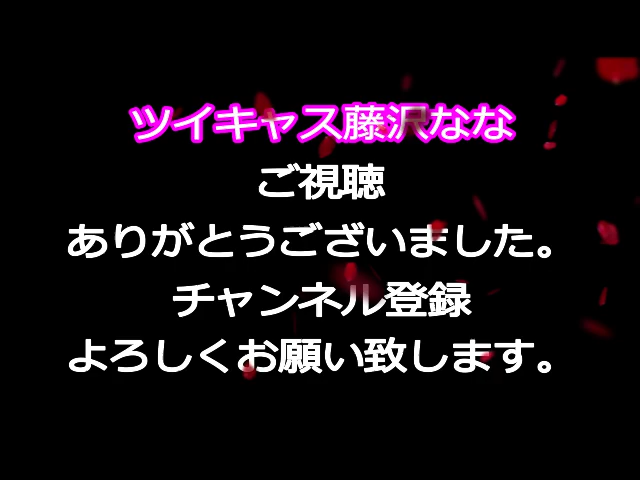 ツイキャス藤沢なな
ご視聴
ありがとうございました。
チャンネル登録
よろしくお願い致します。